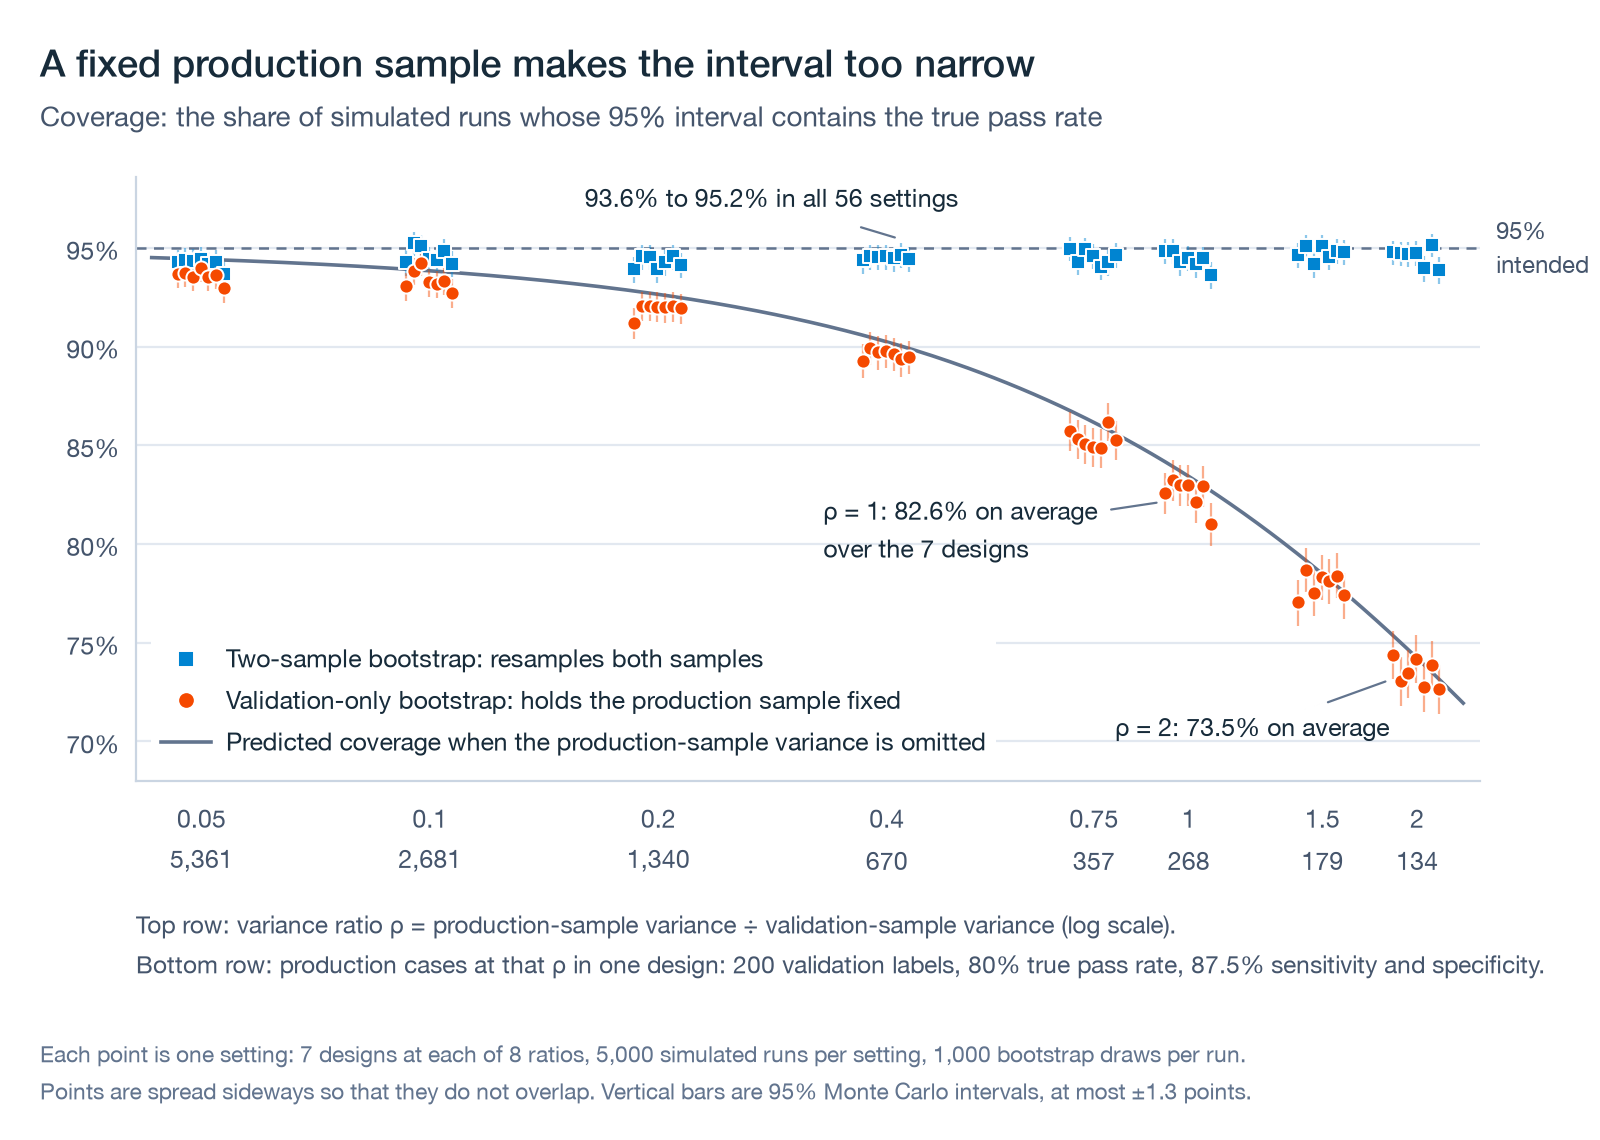 A fixed production sample makes the interval too narrow
Coverage: the share of simulated runs whose 95% interval contains the true pass rate
93.6% to 95.2% in all 56 settings
95%
95%
intended
90%
85%
ρ = 1: 82.6% on average
over the 7 designs
80%
75%
Two-sample bootstrap: resamples both samples
Validation-only bootstrap: holds the production sample fixed
ρ = 2: 73.5% on average
Predicted coverage when the production-sample variance is omitted
70%
0.05 0.1 0.2 0.4 0.75 1 1.5 2
5,361 2,681 1,340 670 357 268 179 134
Top row: variance ratio ρ = production-sample variance ÷ validation-sample variance (log scale).
Bottom row: production cases at that ρ in one design: 200 validation labels, 80% true pass rate, 87.5% sensitivity and specificity.
Each point is one setting: 7 designs at each of 8 ratios, 5,000 simulated runs per setting, 1,000 bootstrap draws per run.
Points are spread sideways so that they do not overlap. Vertical bars are 95% Monte Carlo intervals, at most ±1.3 points.